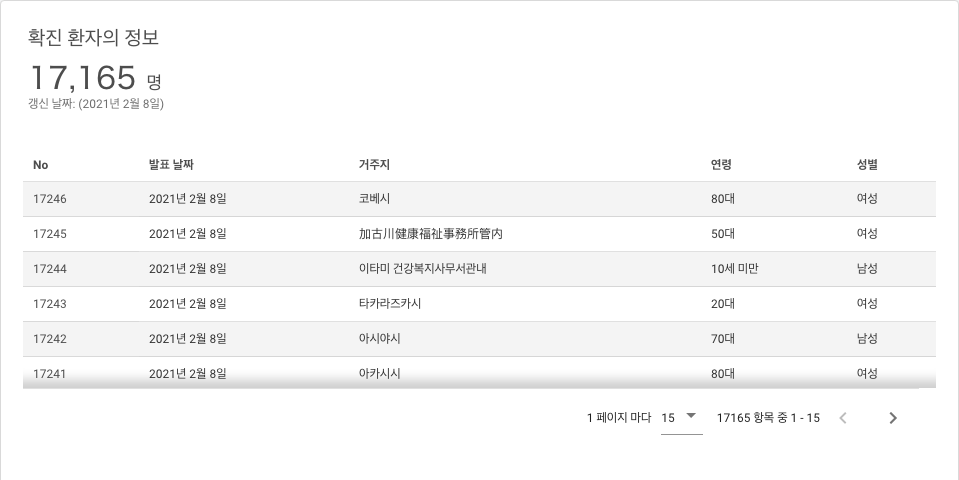 확진 환자의 정보
17,165 명
갱신 날짜: (2021년 2월 8일)
No 발표 날짜 거주지 연령 성별
17246 2021년 2월 8일 코베시 80대 여성
17245 2021년 2월 8일 加古川健康福祉事務所管内 50대 여성
17244 2021년 2월 8일 이타미 건강복지사무서관내 10세 미만 남성
17243 2021년 2월 8일 타카라즈카시 20대 여성
17242 2021년 2월 8일 아시야시 70대 남성
17241 2021년 2월 8일 아카시시 80대 여성
1 페이지 마다 15 17165 항목 중 1 - 15